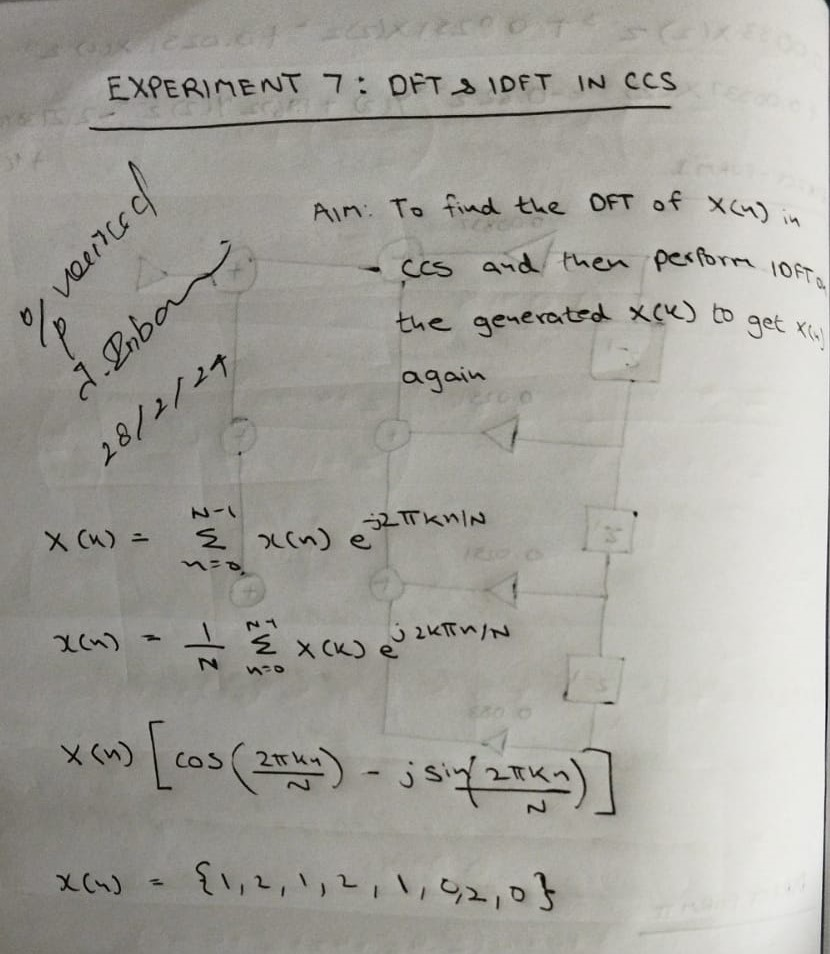 EXPERIMENT 7: DFT & IDFT IN CCS
o/p verified
28/2/24
AIM: To find the DFT of X(n) in
- CCS and then perform IDFT on
the generated X(k) to get x(n)
again
X(k) = N-1 Σ n=0 x(n) e^-j2πkn/N
x(n) = 1/N N-1 Σ n=0 X(k) e^j2kπn/N
x(n) [cos(2πkn/N) - j sin(2πkn/N)]
x(n) = {1, 2, 1, 2, 1, 0, 2, 0}